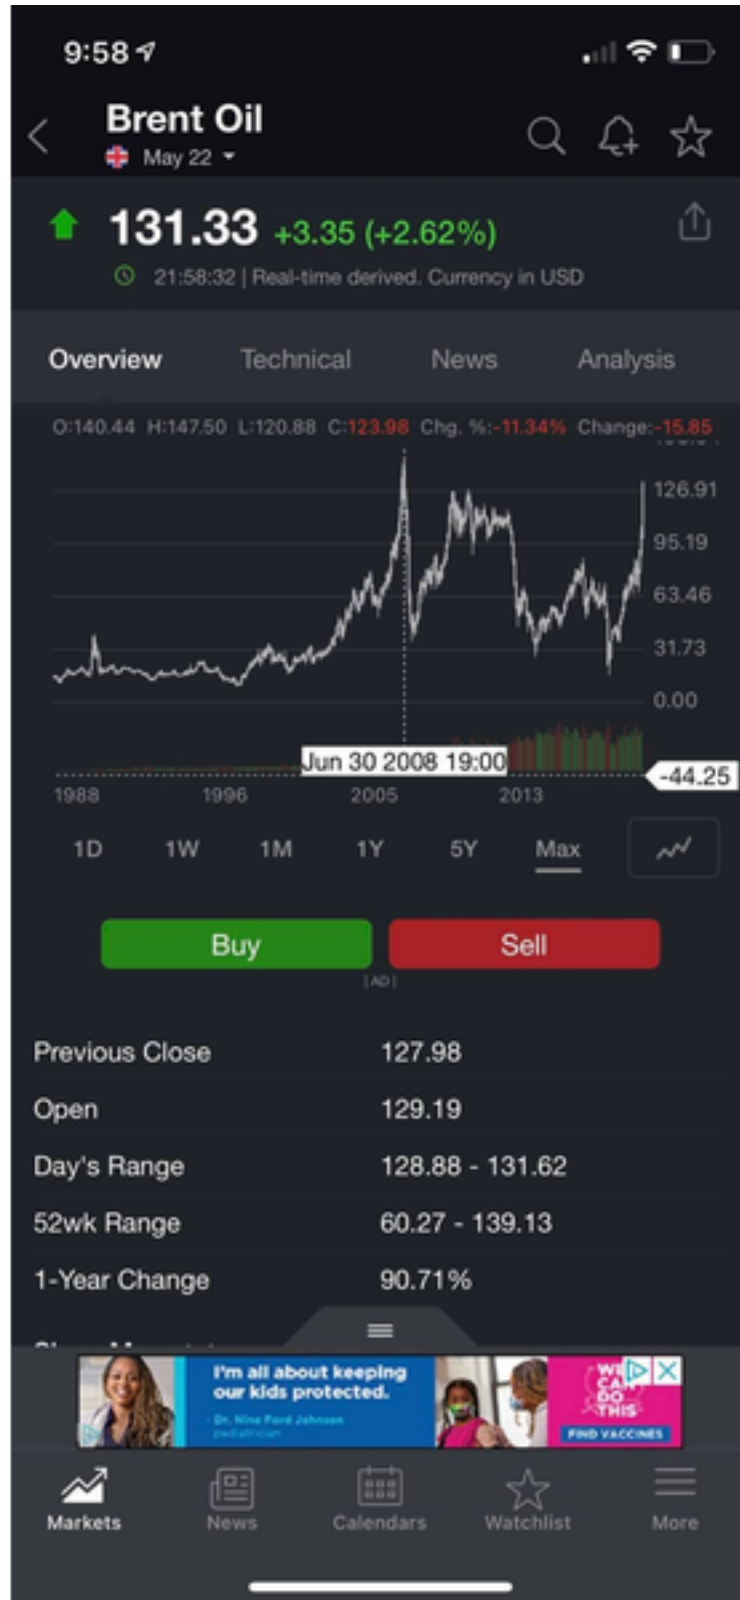 9:58
Brent Oil
May 22
131.33 +3.35 (+2.62%)
21:58:32 | Real-time derived. Currency in USD
Overview Technical News Analysis
O:140.44 H:147.50 L:120.88 C:123.98 Chg. %:-11.34% Change:-15.85
126.91
95.19
63.46
31.73
0.00
Jun 30 2008 19:00
-44.25
1988 1996 2005 2013
1D 1W 1M 1Y 5Y Max
Buy Sell
| AD |
Previous Close 127.98
Open 129.19
Day's Range 128.88 - 131.62
52wk Range 60.27 - 139.13
1-Year Change 90.71%
I'm all about keeping
our kids protected.
- Dr. Nina Ford Johnson
pediatrician
WE
CAN
DO
THIS
FIND VACCINES
Markets News Calendars Watchlist More